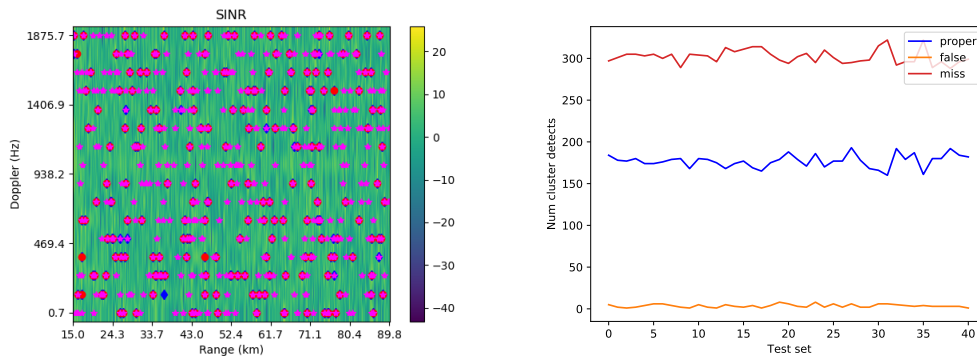 SINR
1875.7
1406.9
938.2
469.4
0.7
Doppler (Hz)
15.0 24.3 33.7 43.0 52.4 61.7 71.1 80.4 89.8
Range (km)
20
10
0
−10
−20
−30
−40
300
250
200
150
100
50
0
Num cluster detects
0 5 10 15 20 25 30 35 40
Test set
proper
false
miss